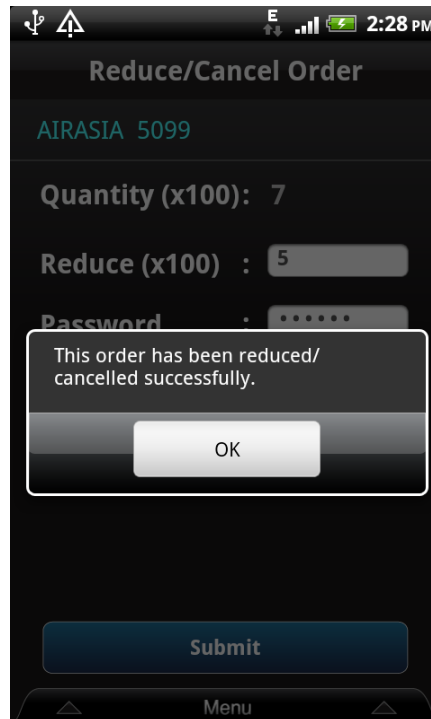 E 2:28 PM
Reduce/Cancel Order
AIRASIA 5099
Quantity (x100): 7
Reduce (x100) : 5
Password : ······
This order has been reduced/
cancelled successfully.
OK
Submit
Menu